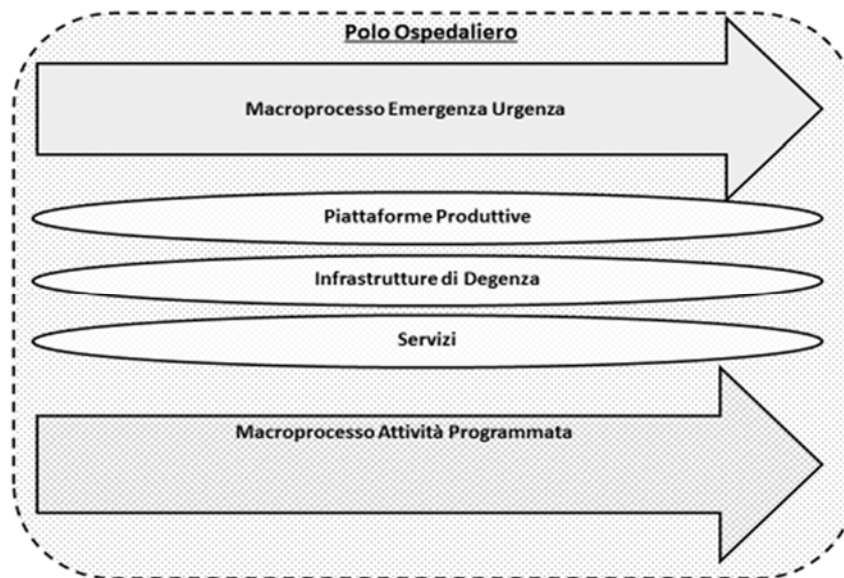 Polo Ospedaliero
Macroprocesso Emergenza Urgenza
Piattaforme Produttive
Infrastrutture di Degenza
Servizi
Macroprocesso Attività Programmata